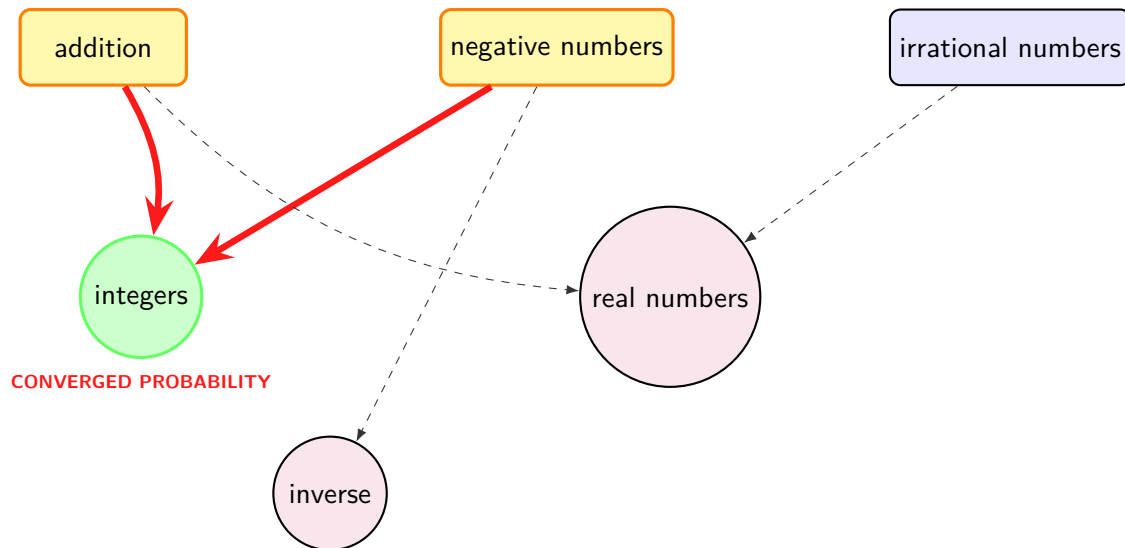 addition
negative numbers
irrational numbers
integers
real numbers
CONVERGED PROBABILITY
inverse